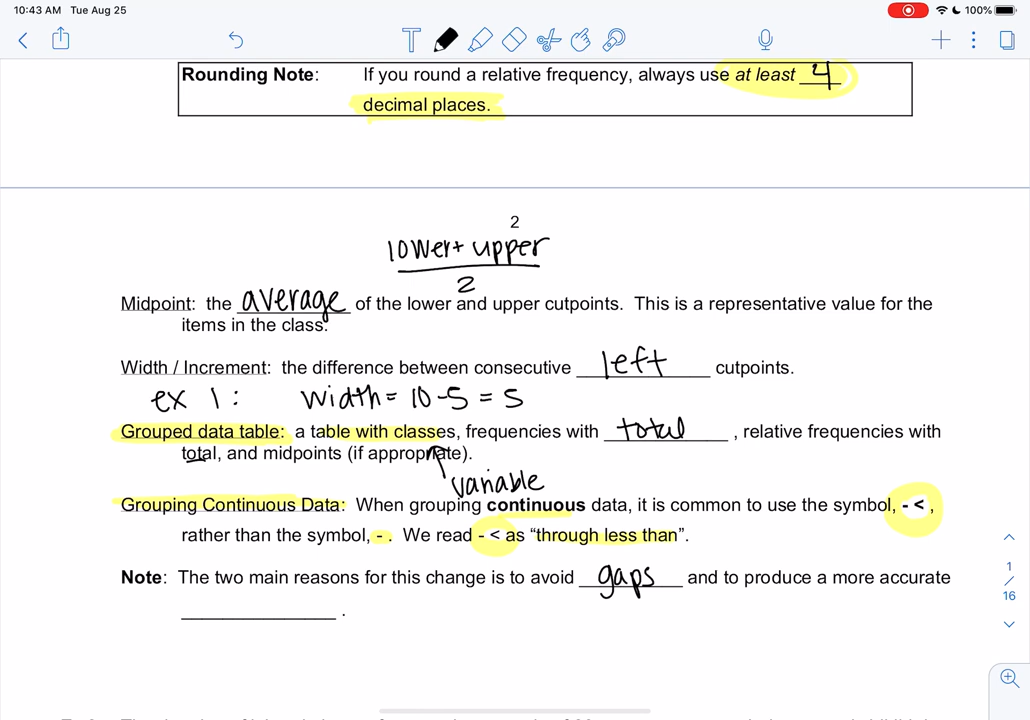 10:43 AM Tue Aug 25
100%
Rounding Note: If you round a relative frequency, always use at least 4
decimal places.
2
lower + upper
2
Midpoint: the average of the lower and upper cutpoints. This is a representative value for the
items in the class.
Width / Increment: the difference between consecutive left cutpoints.
ex 1: width = 10 - 5 = 5
Grouped data table: a table with classes, frequencies with total, relative frequencies with
total, and midpoints (if appropriate).
variable
Grouping Continuous Data: When grouping continuous data, it is common to use the symbol, - <,
rather than the symbol, -. We read - < as “through less than”.
Note: The two main reasons for this change is to avoid gaps and to produce a more accurate
____________.
1
/
16